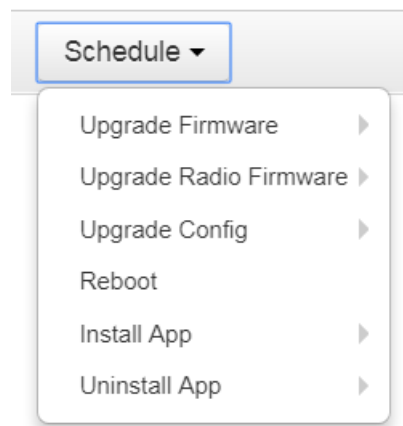 Schedule
Upgrade Firmware
Upgrade Radio Firmware
Upgrade Config
Reboot
Install App
Uninstall App